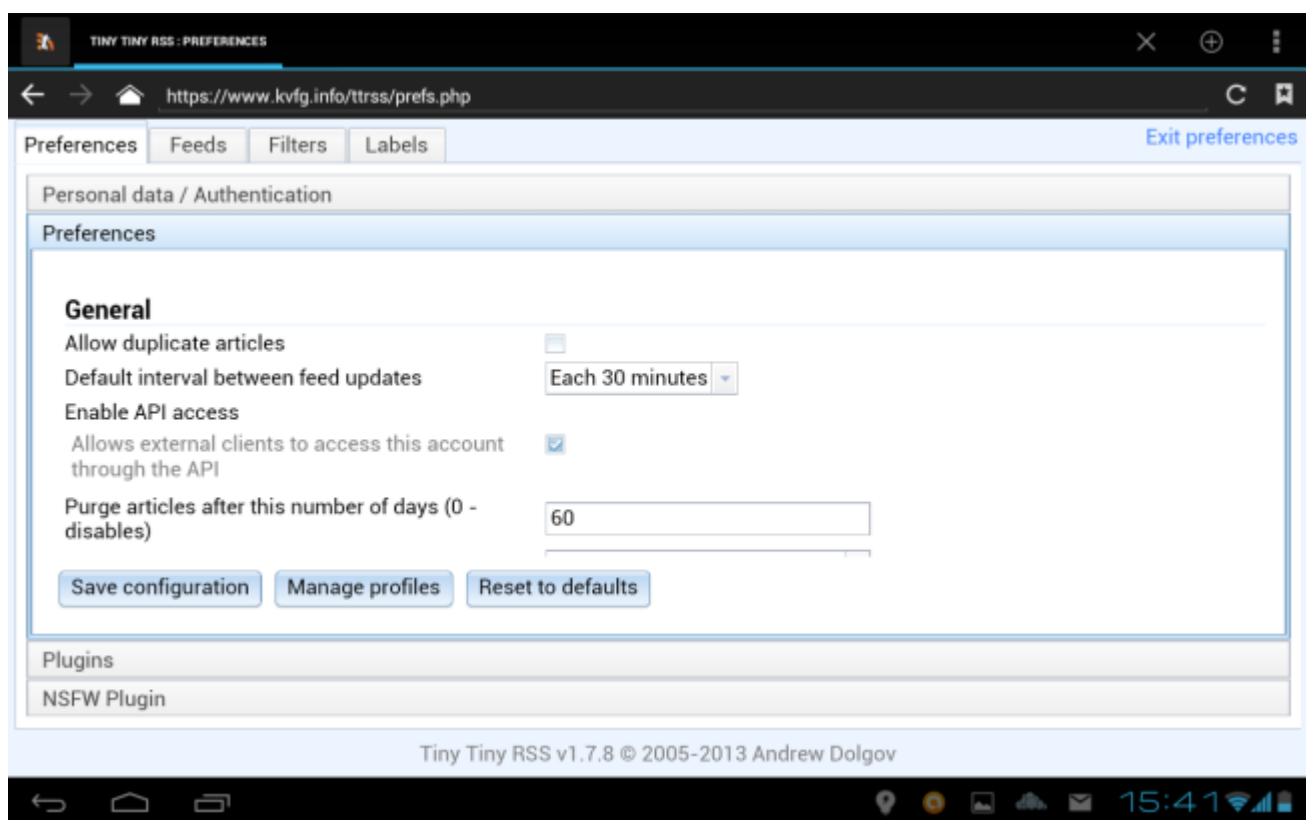 TINY TINY RSS : PREFERENCES
https://www.kvfg.info/ttrss/prefs.php
Preferences Feeds Filters Labels Exit preferences
Personal data / Authentication
Preferences
General
Allow duplicate articles
Default interval between feed updates Each 30 minutes
Enable API access
Allows external clients to access this account
through the API
Purge articles after this number of days (0 -
disables) 60
Save configuration Manage profiles Reset to defaults
Plugins
NSFW Plugin
Tiny Tiny RSS v1.7.8 © 2005-2013 Andrew Dolgov
15:41